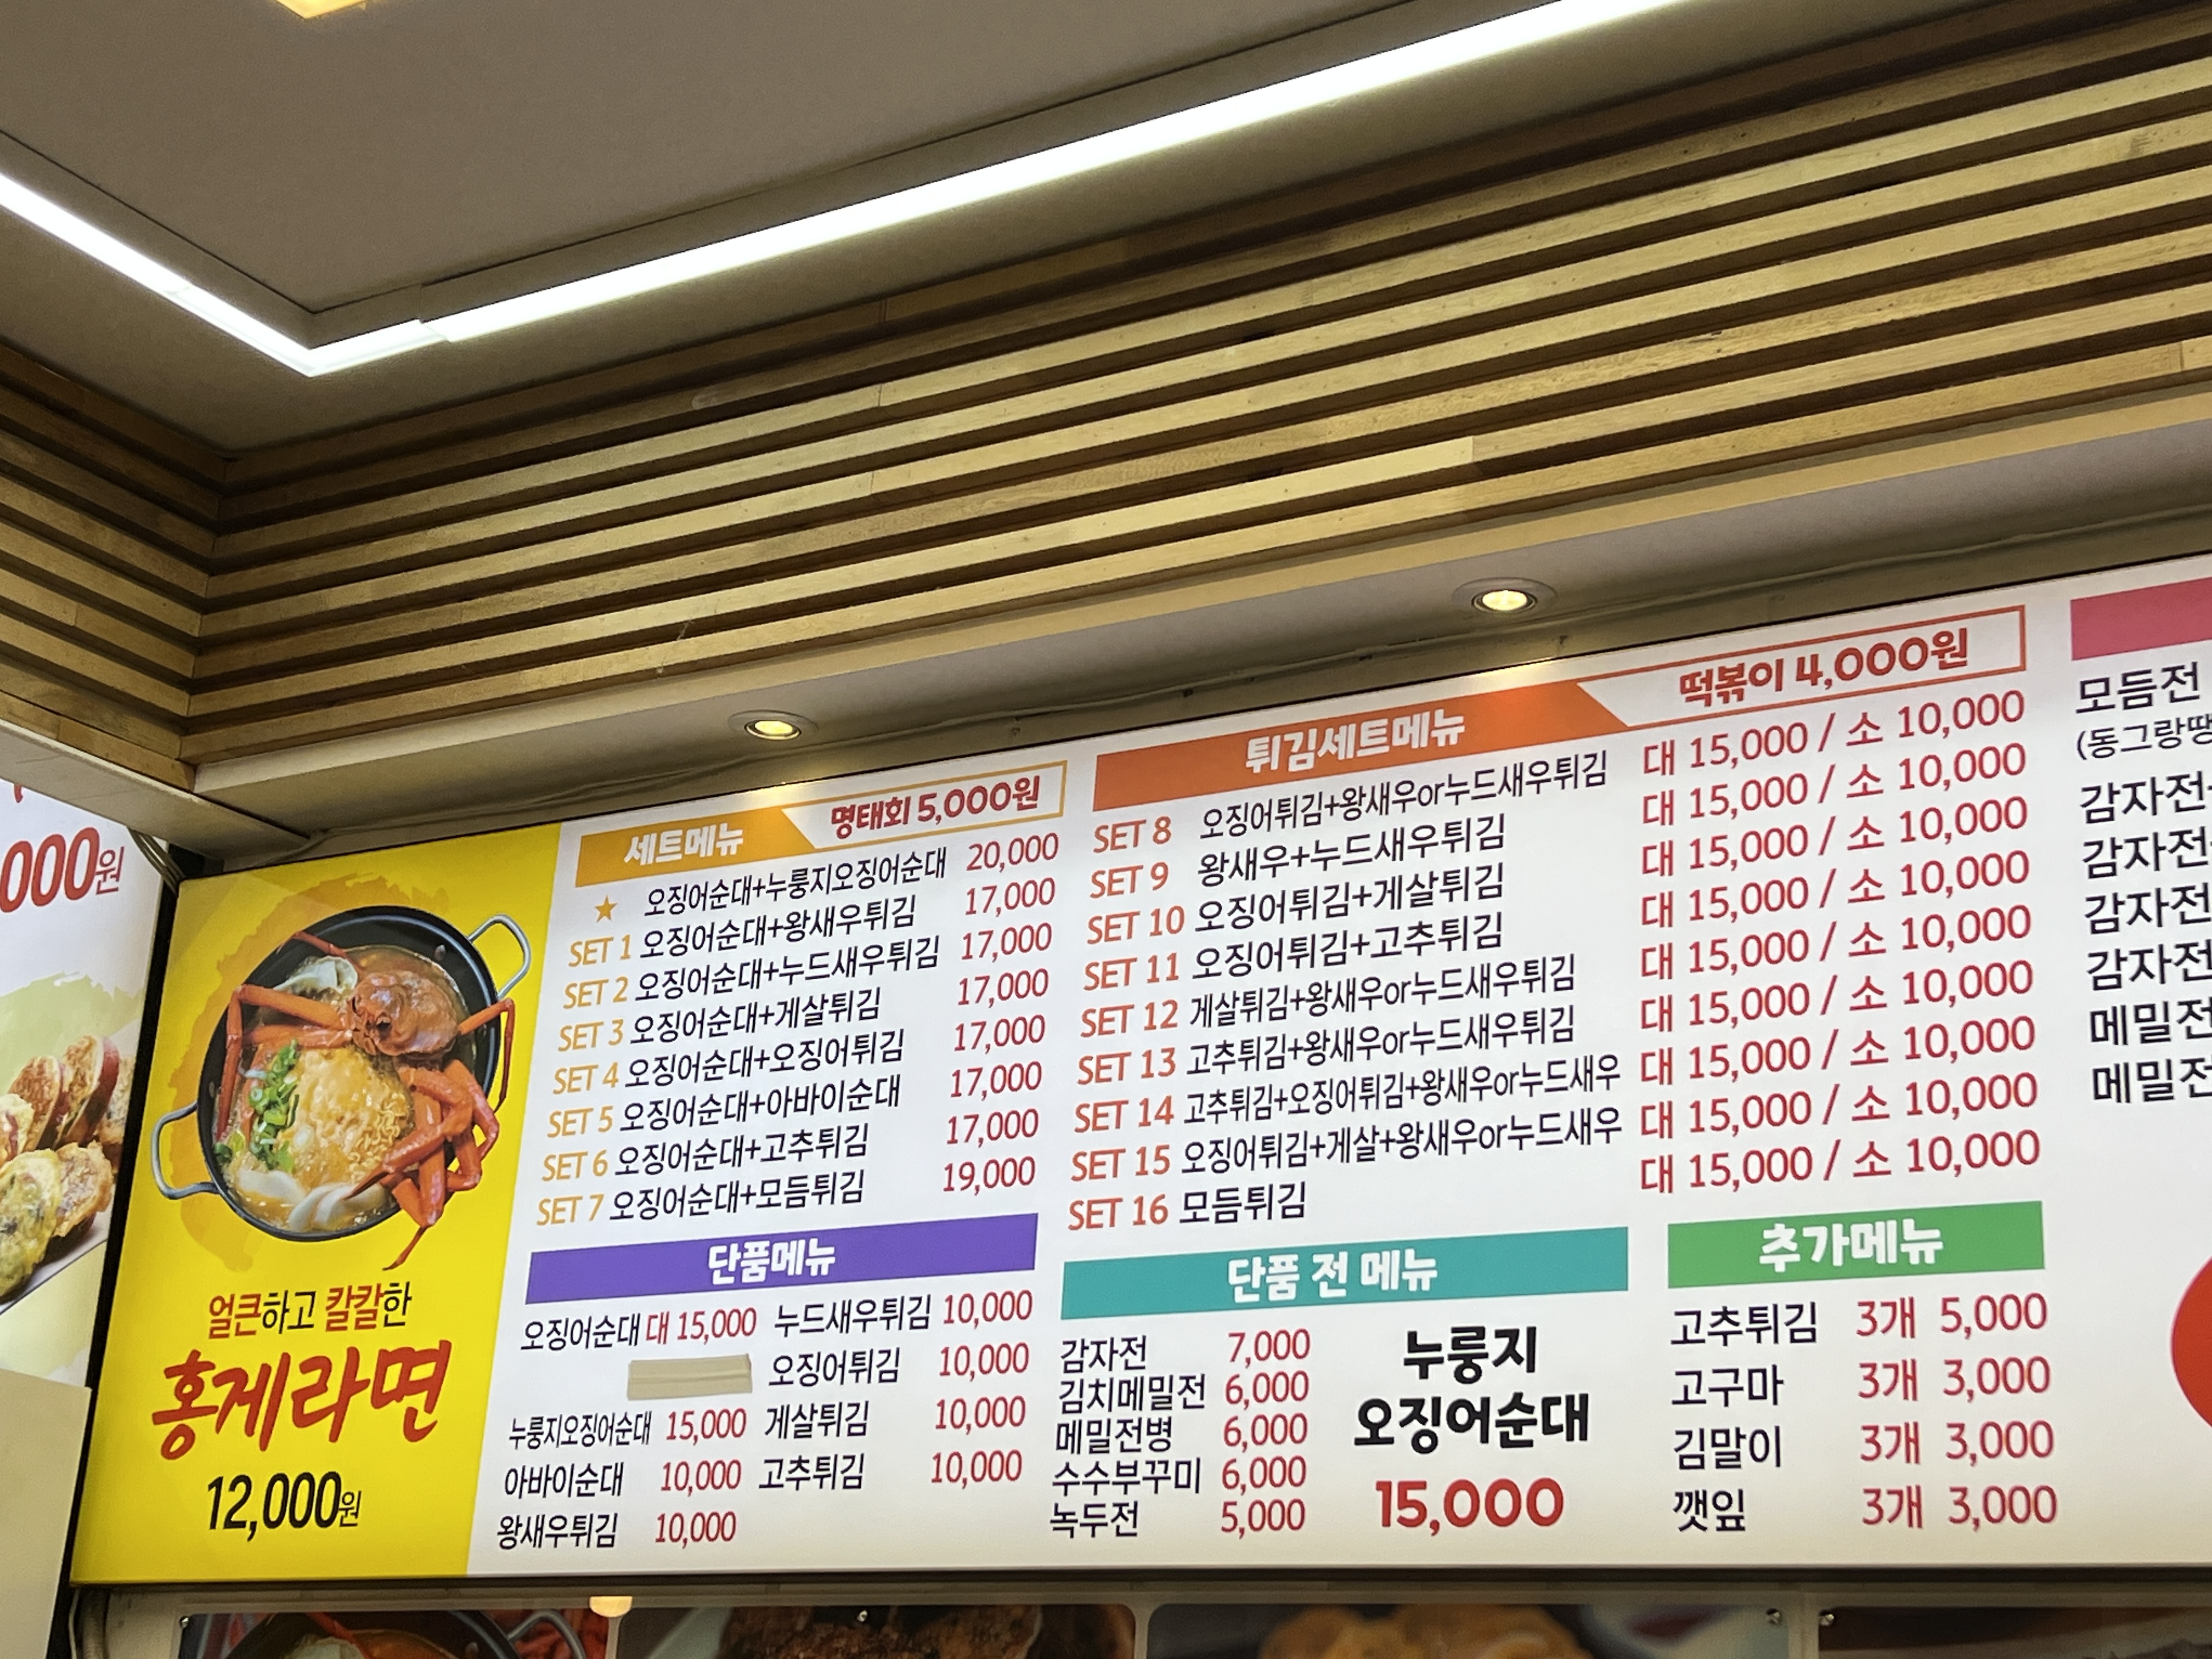 000원
얼큰하고 칼칼한
홍게라면
12,000원
세트메뉴 명태회 5,000원
★ 오징어순대+누룽지오징어순대 20,000
SET 1 오징어순대+왕새우튀김 17,000
SET 2 오징어순대+누드새우튀김 17,000
SET 3 오징어순대+게살튀김 17,000
SET 4 오징어순대+오징어튀김 17,000
SET 5 오징어순대+아바이순대 17,000
SET 6 오징어순대+고추튀김 17,000
SET 7 오징어순대+모듬튀김 19,000
단품메뉴
오징어순대 대 15,000 누드새우튀김 10,000
오징어튀김 10,000
누룽지오징어순대 15,000 게살튀김 10,000
아바이순대 10,000 고추튀김 10,000
왕새우튀김 10,000
튀김세트메뉴 떡볶이 4,000원
SET 8 오징어튀김+왕새우or누드새우튀김 대 15,000 / 소 10,000
SET 9 왕새우+누드새우튀김 대 15,000 / 소 10,000
SET 10 오징어튀김+게살튀김 대 15,000 / 소 10,000
SET 11 오징어튀김+고추튀김 대 15,000 / 소 10,000
SET 12 게살튀김+왕새우or누드새우튀김 대 15,000 / 소 10,000
SET 13 고추튀김+왕새우or누드새우튀김 대 15,000 / 소 10,000
SET 14 고추튀김+오징어튀김+왕새우or누드새우 대 15,000 / 소 10,000
SET 15 오징어튀김+게살+왕새우or누드새우 대 15,000 / 소 10,000
SET 16 모듬튀김 대 15,000 / 소 10,000
단품 전 메뉴
감자전 7,000
김치메밀전 6,000
메밀전병 6,000
수수부꾸미 6,000
녹두전 5,000
누룽지
오징어순대
15,000
추가메뉴
고추튀김 3개 5,000
고구마 3개 3,000
김말이 3개 3,000
깻잎 3개 3,000
모듬전
(동그랑땡
감자전
감자전
감자전
감자전
메밀전
메밀전